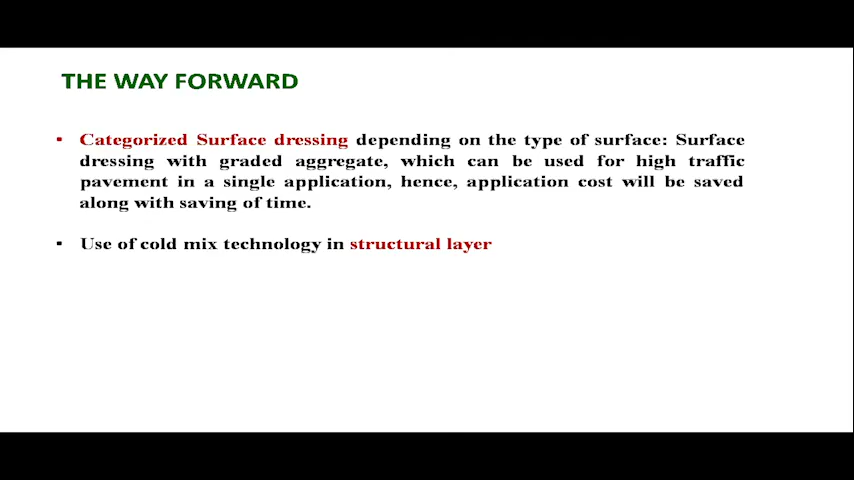 THE WAY FORWARD
▪ Categorized Surface dressing depending on the type of surface: Surface
dressing with graded aggregate, which can be used for high traffic
pavement in a single application, hence, application cost will be saved
along with saving of time.
▪ Use of cold mix technology in structural layer